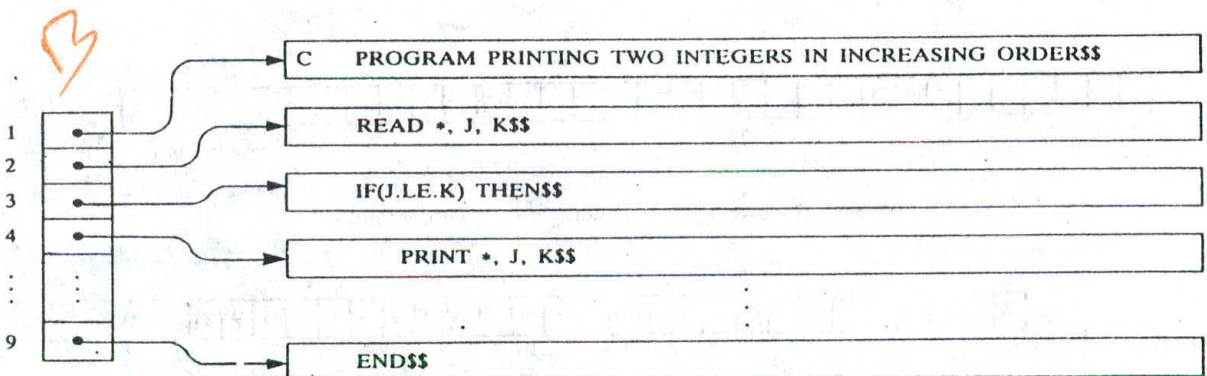 C PROGRAM PRINTING TWO INTEGERS IN INCREASING ORDER$$
1
READ *, J, K$$
2
IF(J.LE.K) THEN$$
3
4
PRINT *, J, K$$
9
END$$